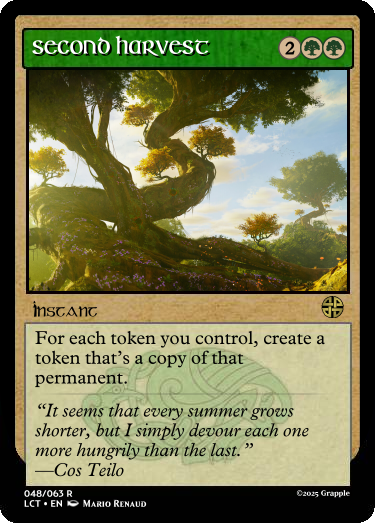 second harvest 2
Instant
For each token you control, create a
token that's a copy of that
permanent.
“It seems that every summer grows
shorter, but I simply devour each one
more hungrily than the last.”
—Cos Teilo
048/063 R
LCT • EN Mario Renaud
©2025 Grapple